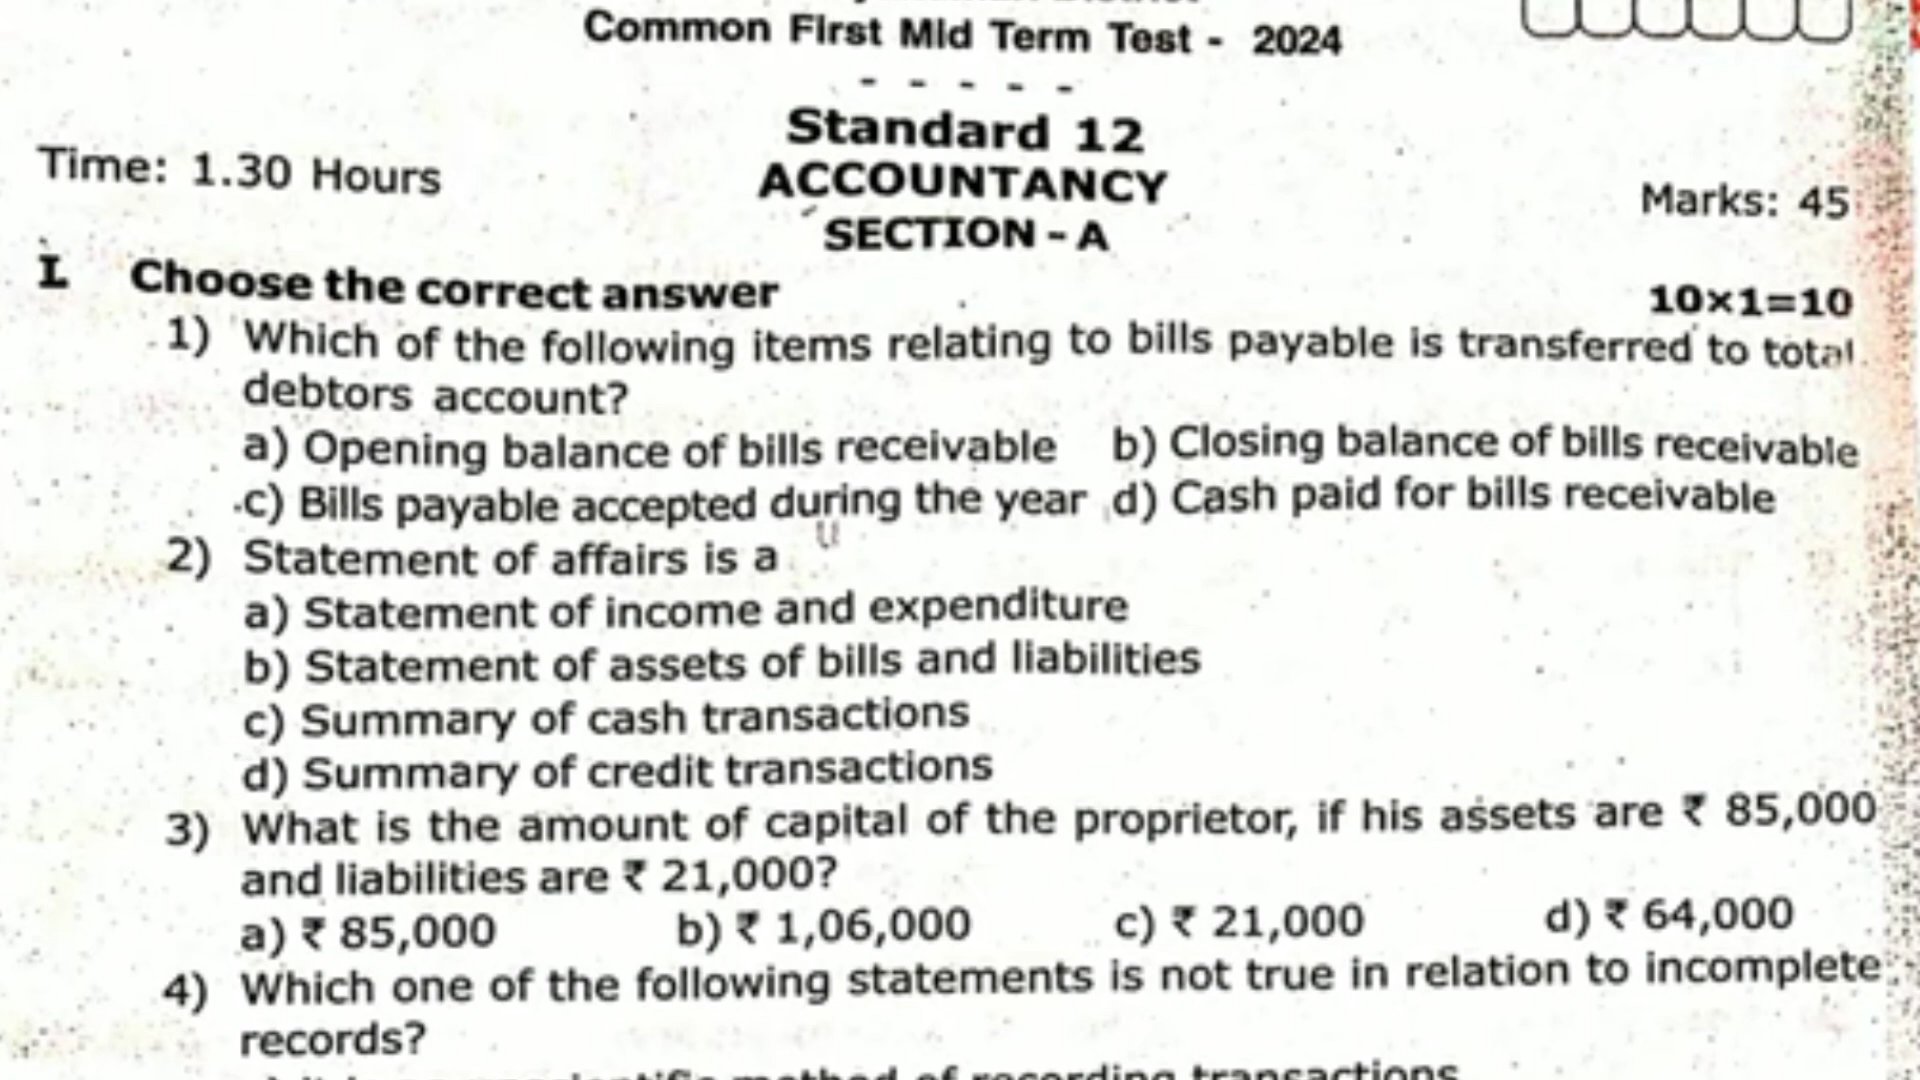 Common First Mid Term Test - 2024
- - - - -
Standard 12
Time: 1.30 Hours
ACCOUNTANCY
Marks: 45
SECTION - A
I. Choose the correct answer 10×1=10
1) Which of the following items relating to bills payable is transferred to total
debtors account?
a) Opening balance of bills receivable b) Closing balance of bills receivable
c) Bills payable accepted during the year d) Cash paid for bills receivable
2) Statement of affairs is a
a) Statement of income and expenditure
b) Statement of assets of bills and liabilities
c) Summary of cash transactions
d) Summary of credit transactions
3) What is the amount of capital of the proprietor, if his assets are ₹ 85,000
and liabilities are ₹ 21,000?
a) ₹ 85,000 b) ₹ 1,06,000 c) ₹ 21,000 d) ₹ 64,000
4) Which one of the following statements is not true in relation to incomplete
records?
method of recording transactions